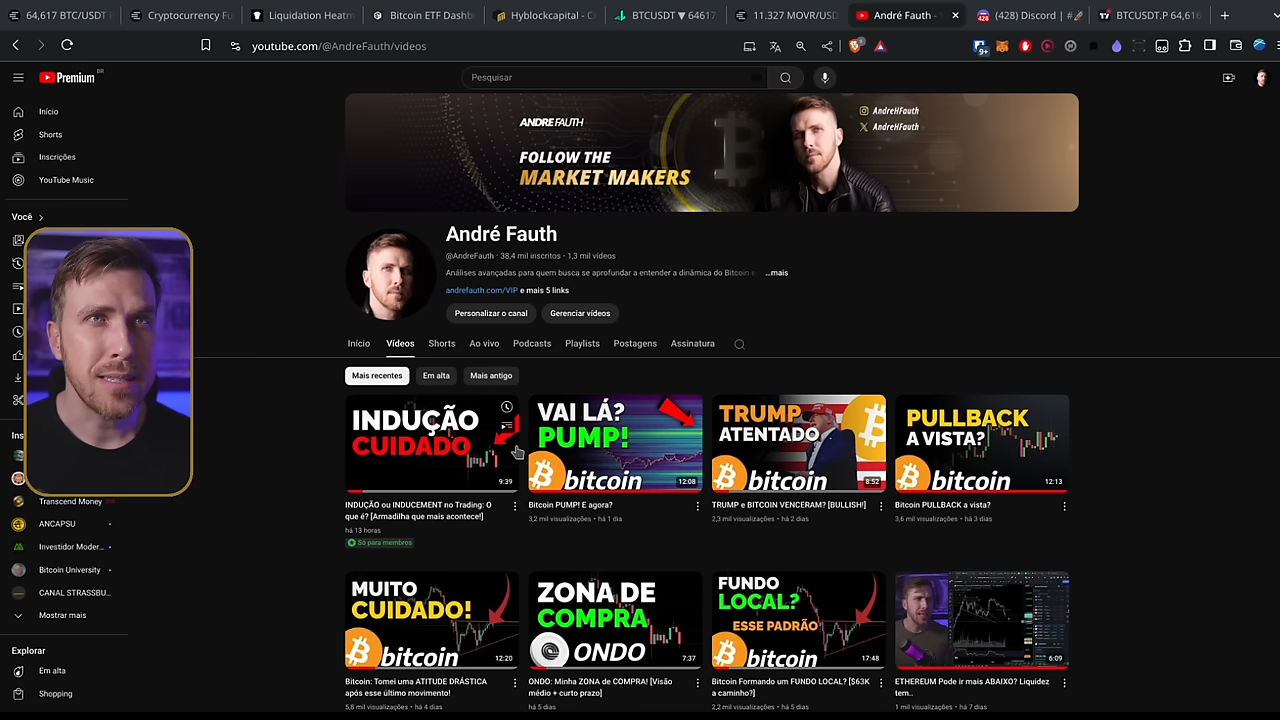 64,617 BTC/USDT P
Cryptocurrency Fu
Liquidation Heatm
Bitcoin ETF Dashb
Hyblockcapital - C
BTCUSDT ▼ 64617
11.327 MOVR/USD
André Fauth -
(428) Discord | #
BTCUSDT.P 64,616
youtube.com/@AndreFauth/videos
9+
Premium BR
Pesquisar
Início
Shorts
Inscrições
YouTube Music
Você
Transcend Money
ANCAPSU
Investidor Moder...
Bitcoin University
CANAL STRASSBU...
Mostrar mais
Explorar
Em alta
Shopping
ANDRE FAUTH
FOLLOW THE
MARKET MAKERS
AndreHFauth
AndreHFauth
André Fauth
@AndreFauth · 38,4 mil inscritos · 1,3 mil vídeos
Análises avançadas para quem busca se aprofundar a entender a dinâmica do Bitcoin e ...mais
andrefauth.com/VIP e mais 5 links
Personalizar o canal
Gerenciar vídeos
Início
Vídeos
Shorts
Ao vivo
Podcasts
Playlists
Postagens
Assinatura
Mais recentes
Em alta
Mais antigo
INDUÇÃO
CUIDADO
9:39
INDUÇÃO ou INDUCEMENT no Trading: O
que é? [Armadilha que mais acontece!]
há 13 horas
Só para membros
VAI LÁ?
PUMP!
bitcoin
12:08
Bitcoin PUMP! E agora?
3,2 mil visualizações · há 1 dia
TRUMP
ATENTADO
bitcoin
8:52
TRUMP e BITCOIN VENCERAM? [BULLISH!]
2,3 mil visualizações · há 2 dias
PULLBACK
A VISTA?
bitcoin
12:13
Bitcoin PULLBACK a vista?
3,6 mil visualizações · há 3 dias
MUITO
CUIDADO!
bitcoin
12:20
Bitcoin: Tomei uma ATITUDE DRÁSTICA
após esse último movimento!
5,8 mil visualizações · há 4 dias
ZONA DE
COMPRA
ONDO
7:37
ONDO: Minha ZONA de COMPRA! [Visão
médio + curto prazo]
há 5 dias
FUNDO
LOCAL?
ESSE PADRÃO
bitcoin
17:48
Bitcoin Formando um FUNDO LOCAL? [$63K
a caminho?]
2,2 mil visualizações · há 5 dias
6:09
ETHEREUM Pode ir mais ABAIXO? Liquidez
tem..
1 mil visualizações · há 7 dias